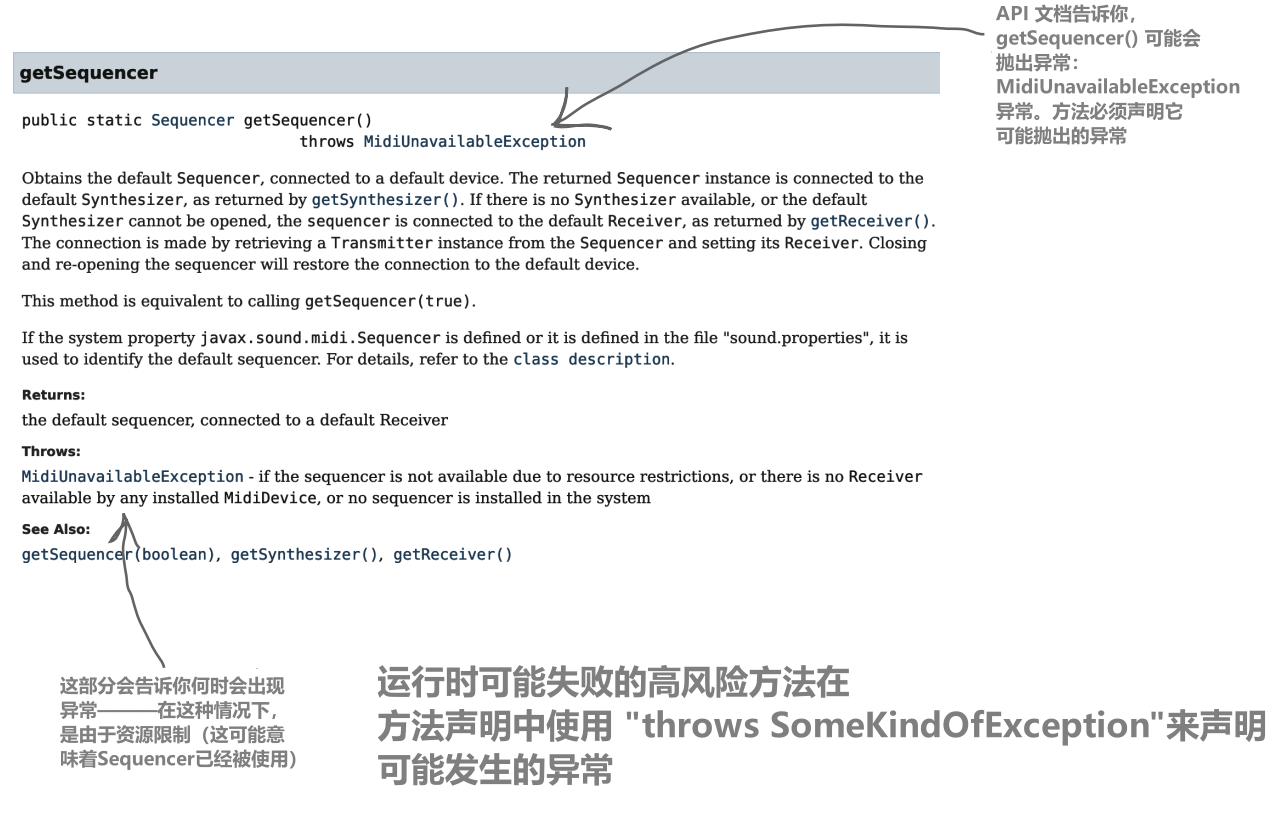 API 文档告诉你，
getSequencer() 可能会
抛出异常：
MidiUnavailableException
异常。方法必须声明它
可能抛出的异常
getSequencer
public static Sequencer getSequencer()
throws MidiUnavailableException
Obtains the default Sequencer, connected to a default device. The returned Sequencer instance is connected to the
default Synthesizer, as returned by getSynthesizer(). If there is no Synthesizer available, or the default
Synthesizer cannot be opened, the sequencer is connected to the default Receiver, as returned by getReceiver().
The connection is made by retrieving a Transmitter instance from the Sequencer and setting its Receiver. Closing
and re-opening the sequencer will restore the connection to the default device.
This method is equivalent to calling getSequencer(true).
If the system property javax.sound.midi.Sequencer is defined or it is defined in the file "sound.properties", it is
used to identify the default sequencer. For details, refer to the class description.
Returns:
the default sequencer, connected to a default Receiver
Throws:
MidiUnavailableException - if the sequencer is not available due to resource restrictions, or there is no Receiver
available by any installed MidiDevice, or no sequencer is installed in the system
See Also:
getSequencer(boolean), getSynthesizer(), getReceiver()
这部分会告诉你何时会出现
异常———在这种情况下，
是由于资源限制（这可能意
味着Sequencer已经被使用）
运行时可能失败的高风险方法在
方法声明中使用 "throws SomeKindOfException"来声明
可能发生的异常